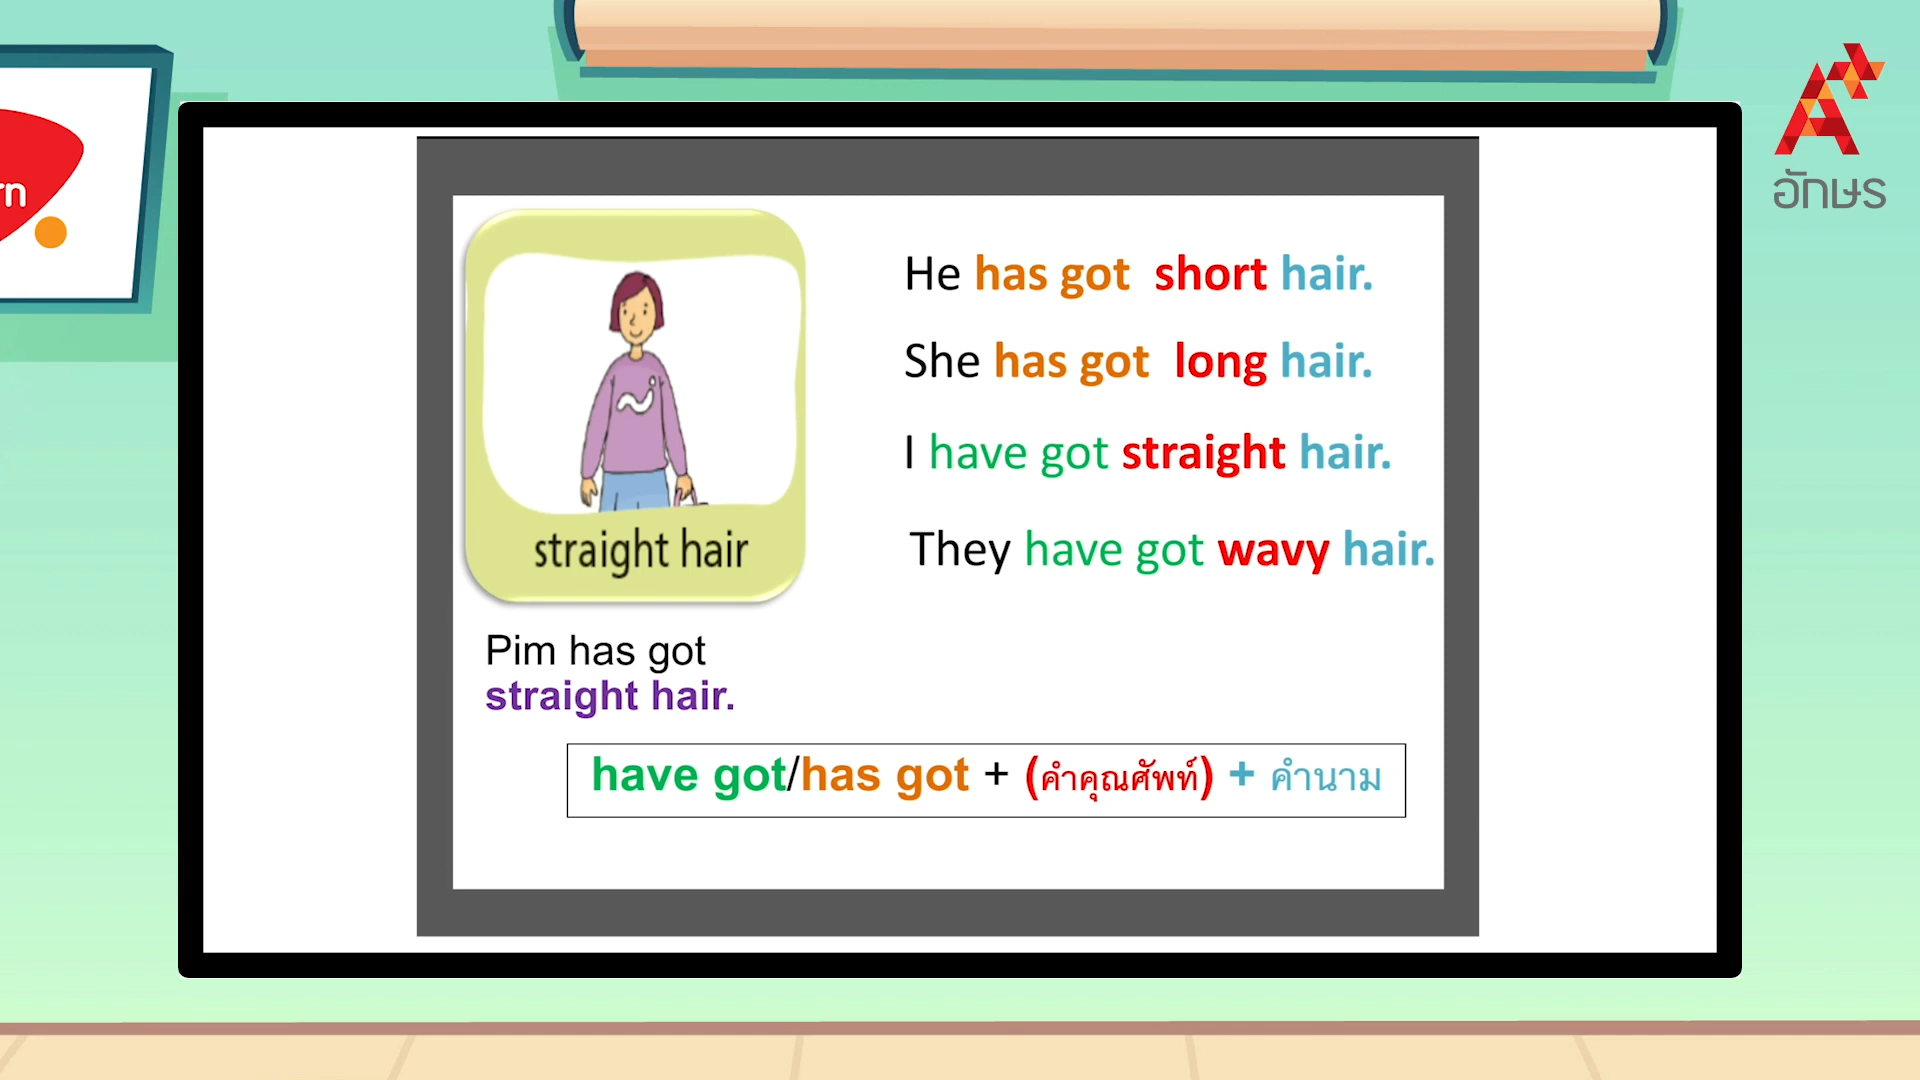 rn
อักษร
He has got short hair.
She has got long hair.
I have got straight hair.
They have got wavy hair.
straight hair
Pim has got
straight hair.
have got/has got + (คำคุณศัพท์) + คำนาม